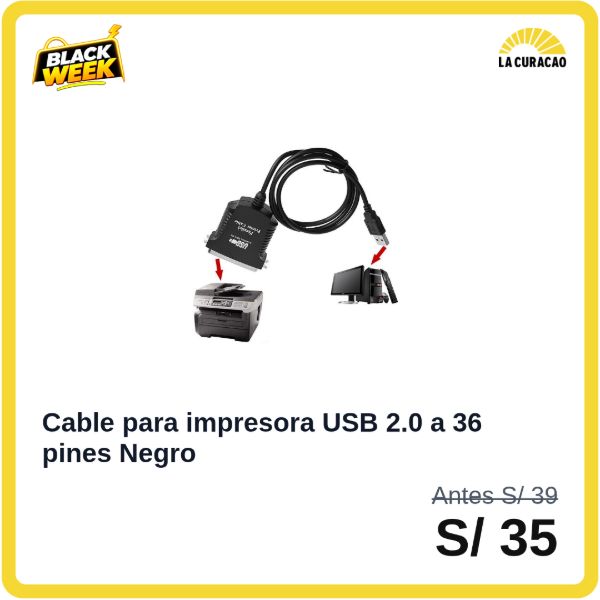 BLACK
WEEK
LA CURACAO
Cable para impresora USB 2.0 a 36
pines Negro
Antes S/ 39
S/ 35